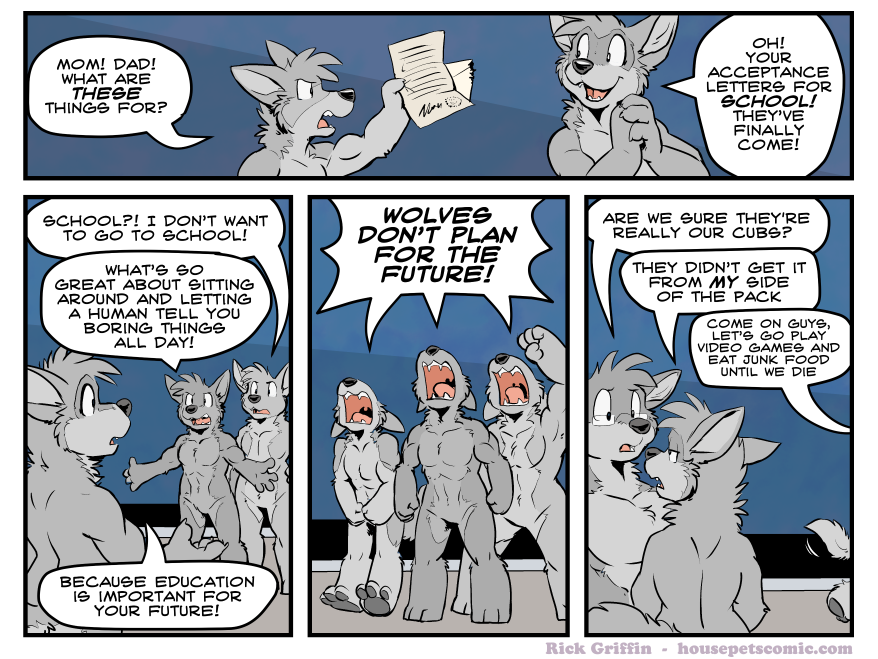 MOM! DAD!
WHAT ARE
THESE
THINGS FOR?
OH!
YOUR
ACCEPTANCE
LETTERS FOR
SCHOOL!
THEY'VE
FINALLY
COME!
SCHOOL?! I DON'T WANT
TO GO TO SCHOOL!
WHAT'S SO
GREAT ABOUT SITTING
AROUND AND LETTING
A HUMAN TELL YOU
BORING THINGS
ALL DAY!
BECAUSE EDUCATION
IS IMPORTANT FOR
YOUR FUTURE!
WOLVES
DON'T PLAN
FOR THE
FUTURE!
ARE WE SURE THEY'RE
REALLY OUR CUBS?
THEY DIDN'T GET IT
FROM MY SIDE
OF THE PACK
COME ON GUYS,
LET'S GO PLAY
VIDEO GAMES AND
EAT JUNK FOOD
UNTIL WE DIE
Rick Griffin - housepetscomic.com